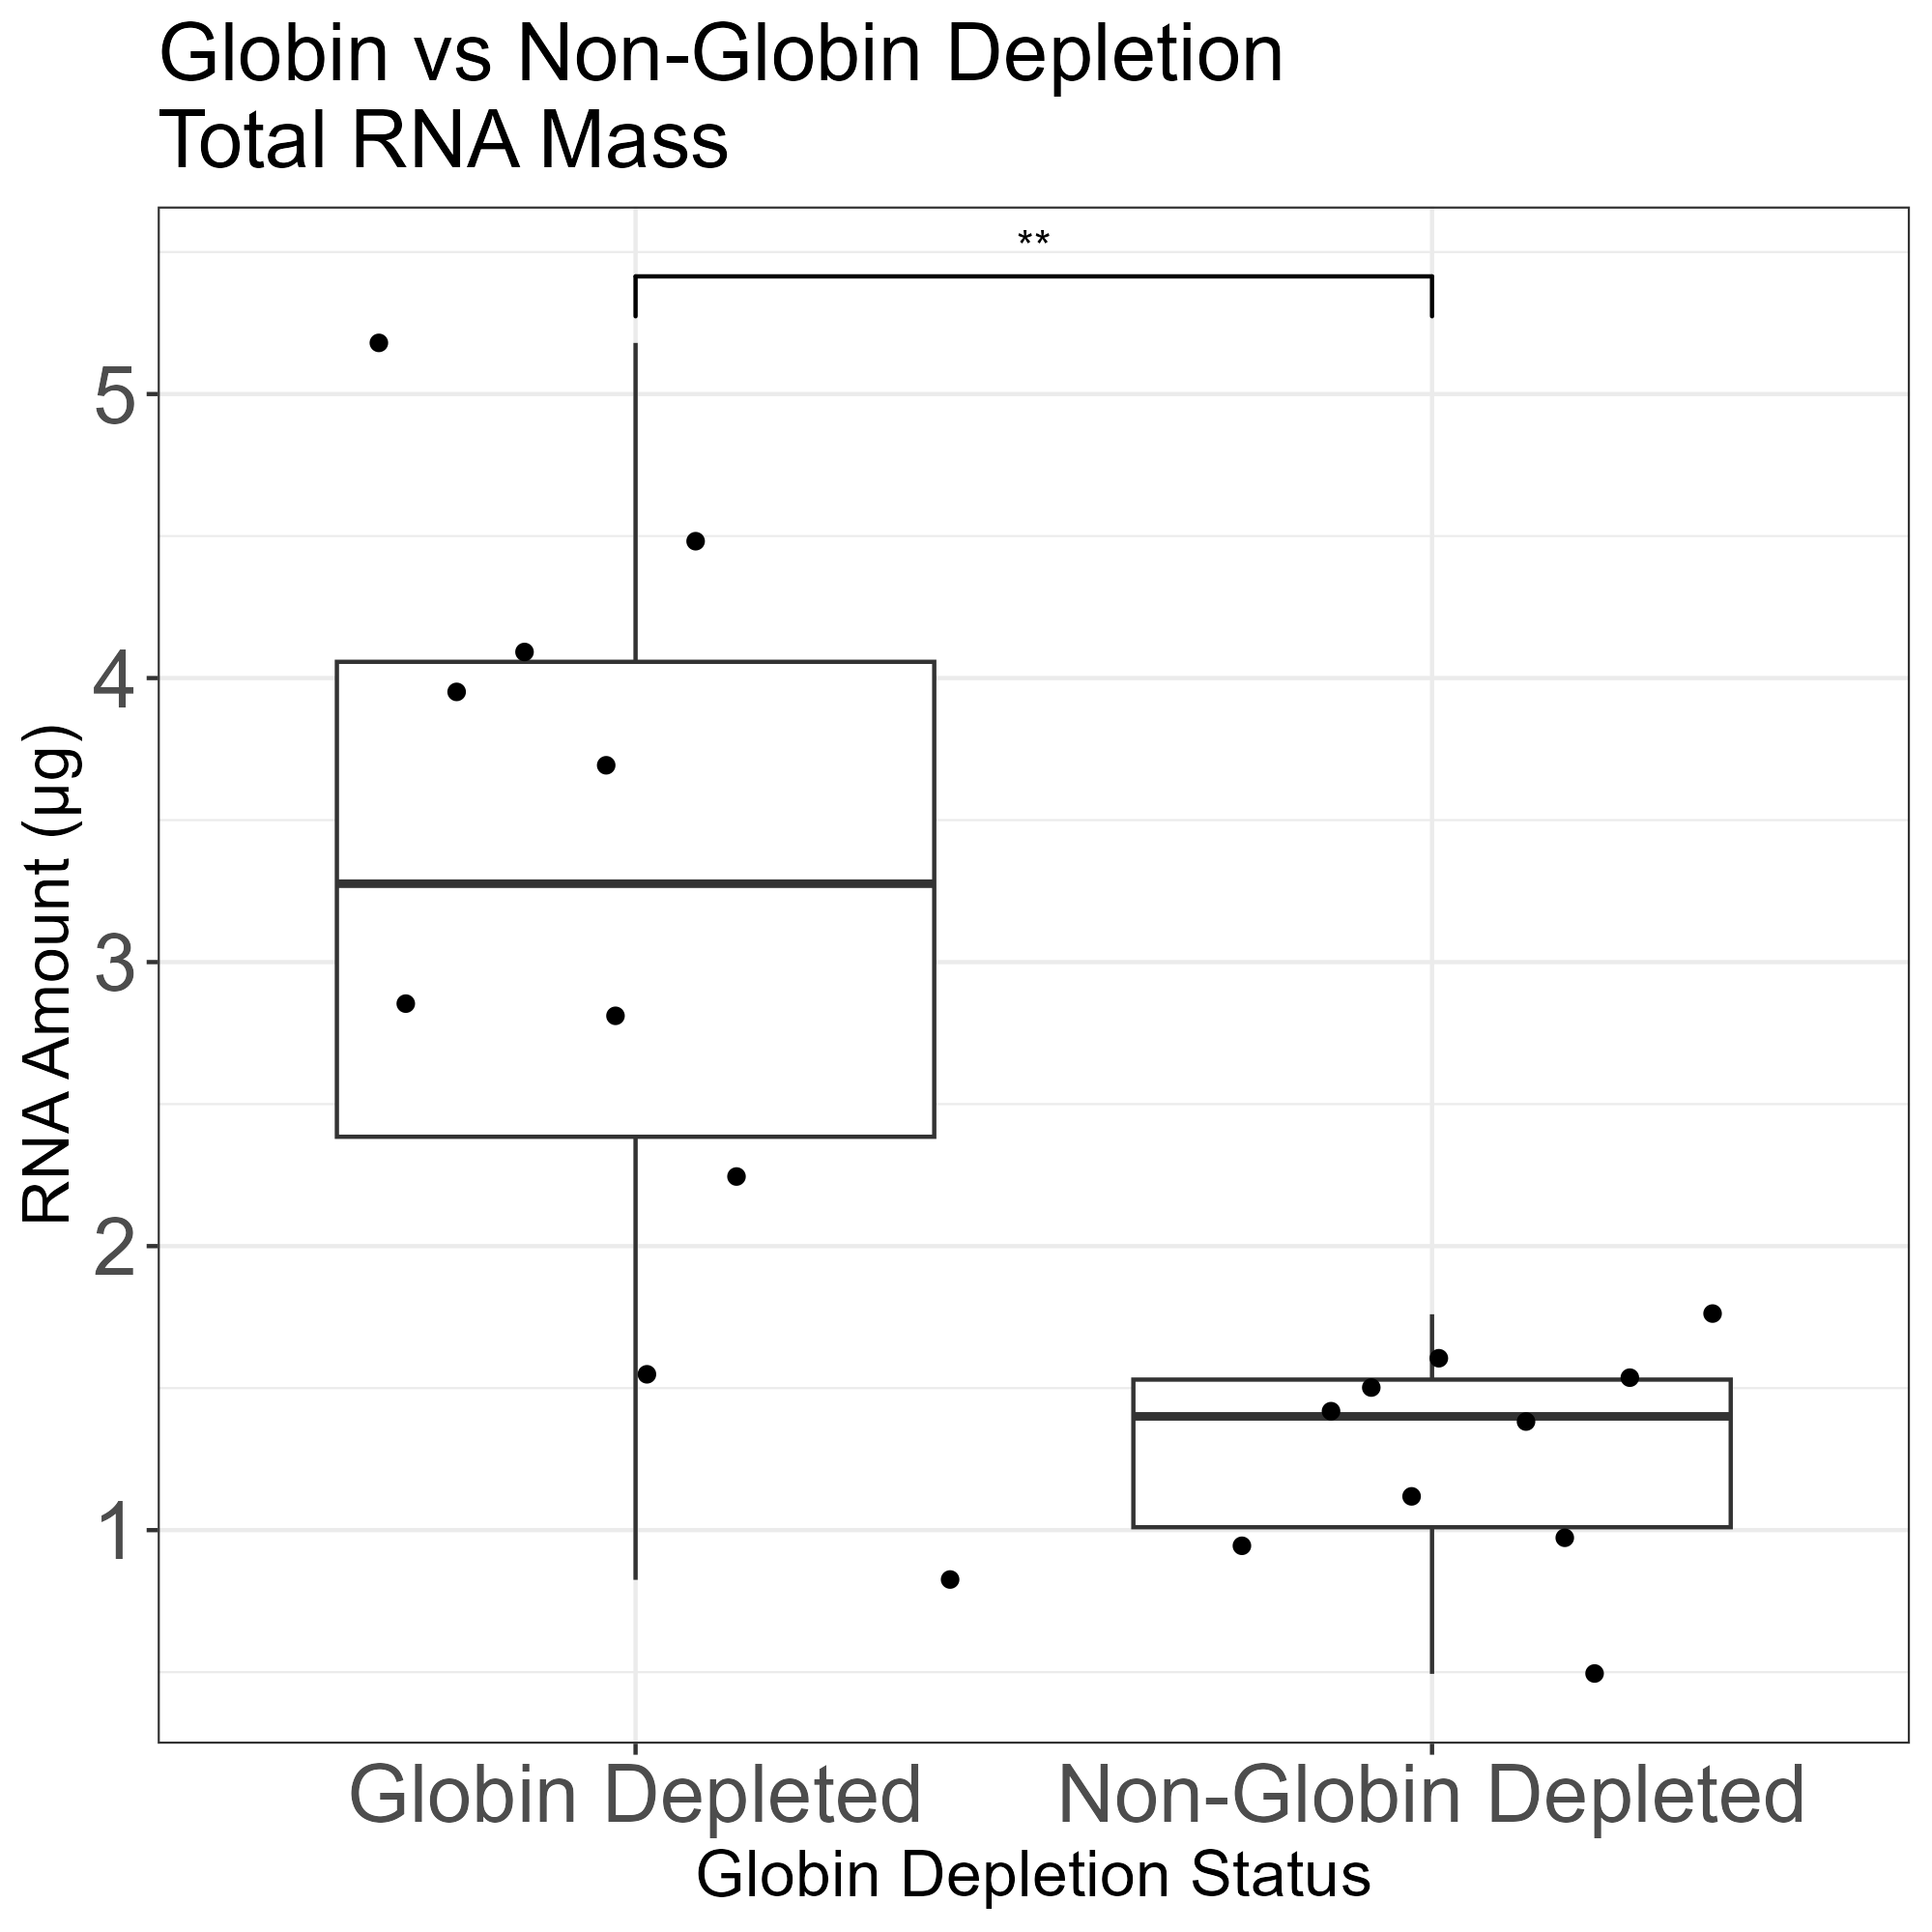 Globin vs Non-Globin Depletion
Total RNA Mass
**
5
4
3
2
1
RNA Amount (µg)
Globin Depleted
Non-Globin Depleted
Globin Depletion Status